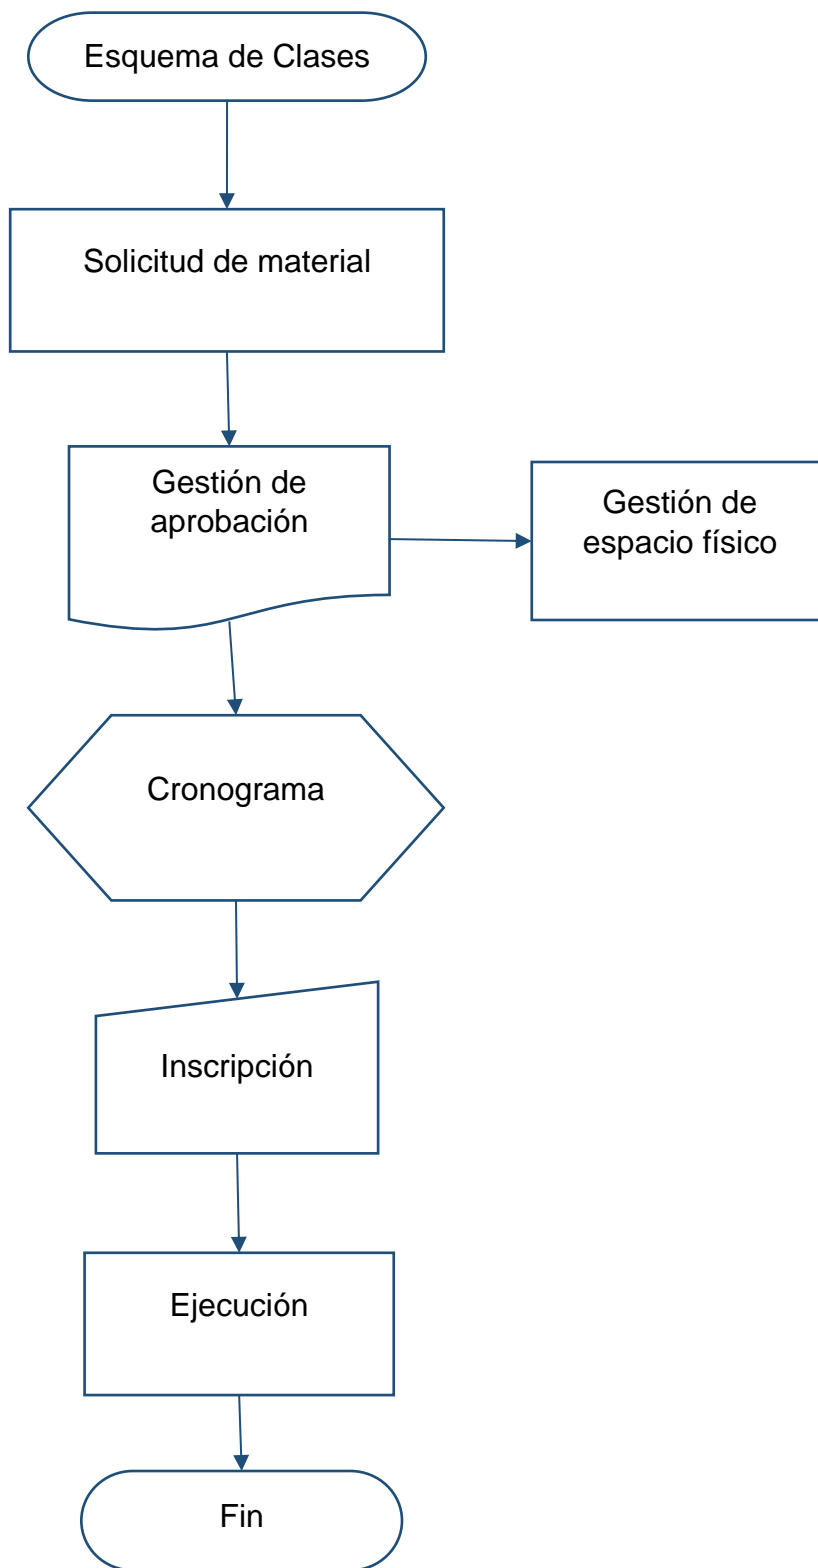 Esquema de Clases
Solicitud de material
Gestión de
aprobación
Gestión de
espacio físico
Cronograma
Inscripción
Ejecución
Fin